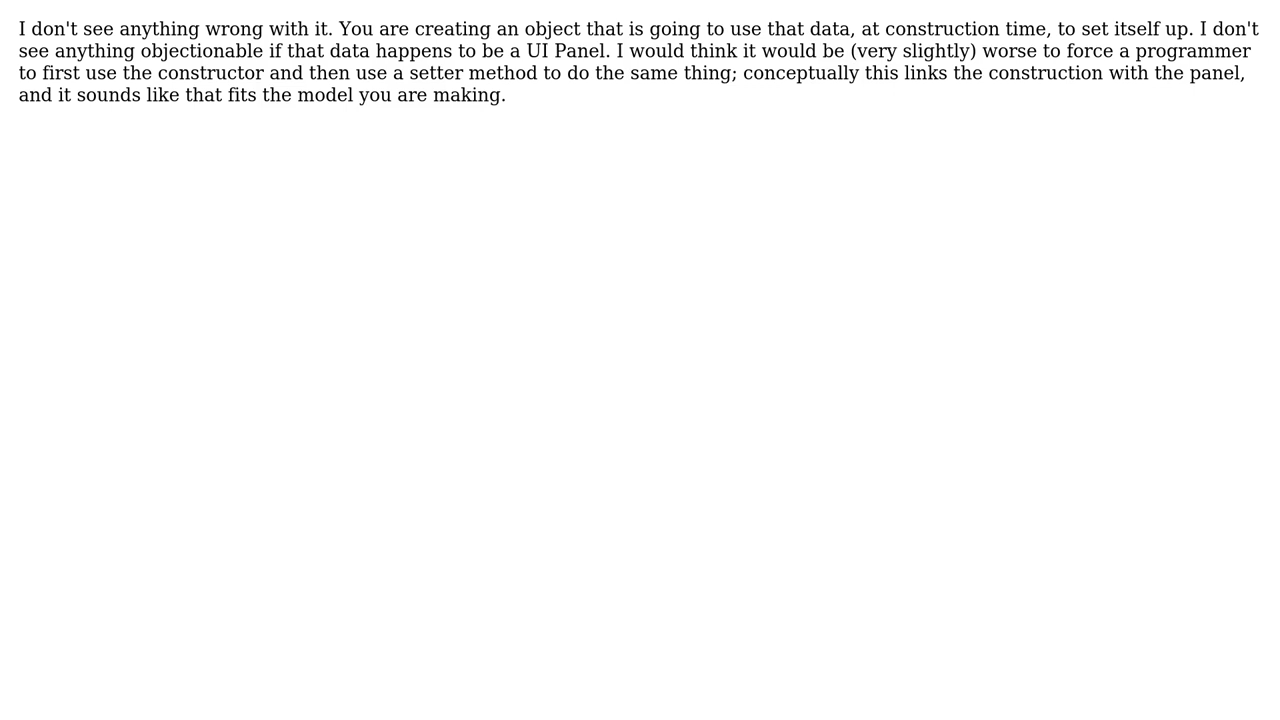 I don't see anything wrong with it. You are creating an object that is going to use that data, at construction time, to set itself up. I don't
see anything objectionable if that data happens to be a UI Panel. I would think it would be (very slightly) worse to force a programmer
to first use the constructor and then use a setter method to do the same thing; conceptually this links the construction with the panel,
and it sounds like that fits the model you are making.